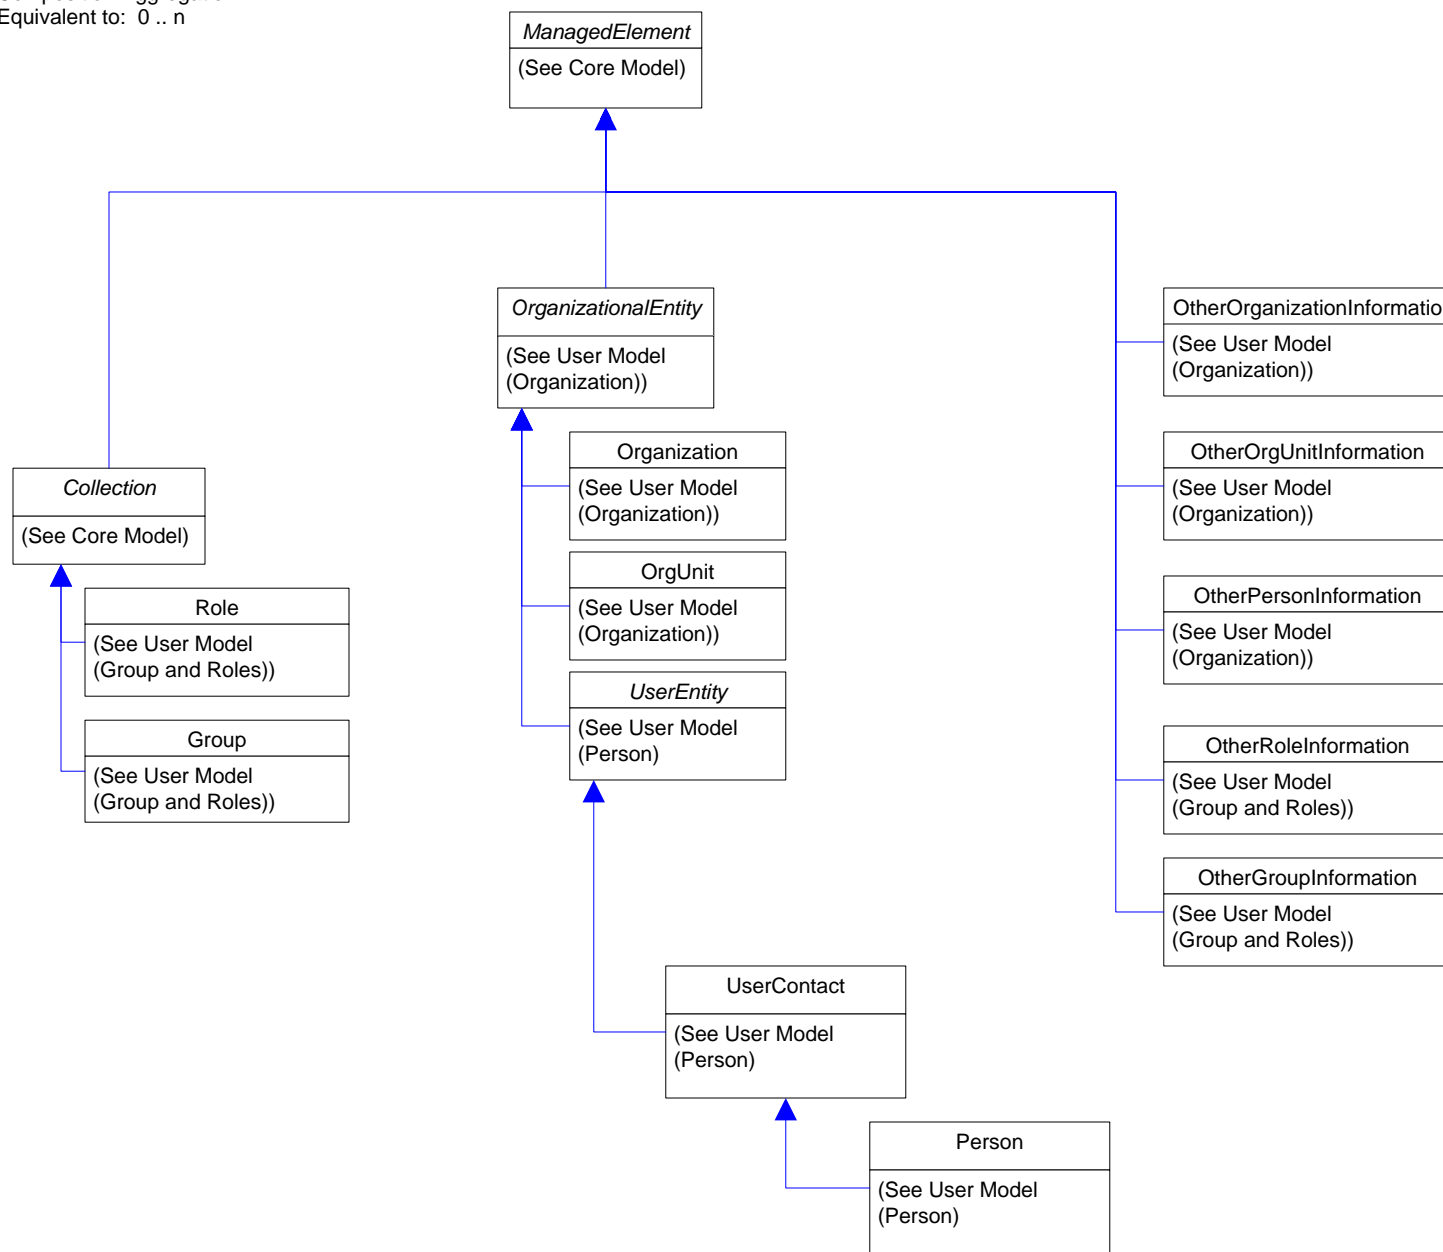 Equivalent to: 0 .. n
ManagedElement
(See Core Model)
OrganizationalEntity
(See User Model
(Organization))
Organization
(See User Model
(Organization))
OrgUnit
(See User Model
(Organization))
UserEntity
(See User Model
(Person)
Collection
(See Core Model)
Role
(See User Model
(Group and Roles))
Group
(See User Model
(Group and Roles))
OtherOrganizationInformatio
(See User Model
(Organization))
OtherOrgUnitInformation
(See User Model
(Organization))
OtherPersonInformation
(See User Model
(Organization))
OtherRoleInformation
(See User Model
(Group and Roles))
OtherGroupInformation
(See User Model
(Group and Roles))
UserContact
(See User Model
(Person)
Person
(See User Model
(Person)